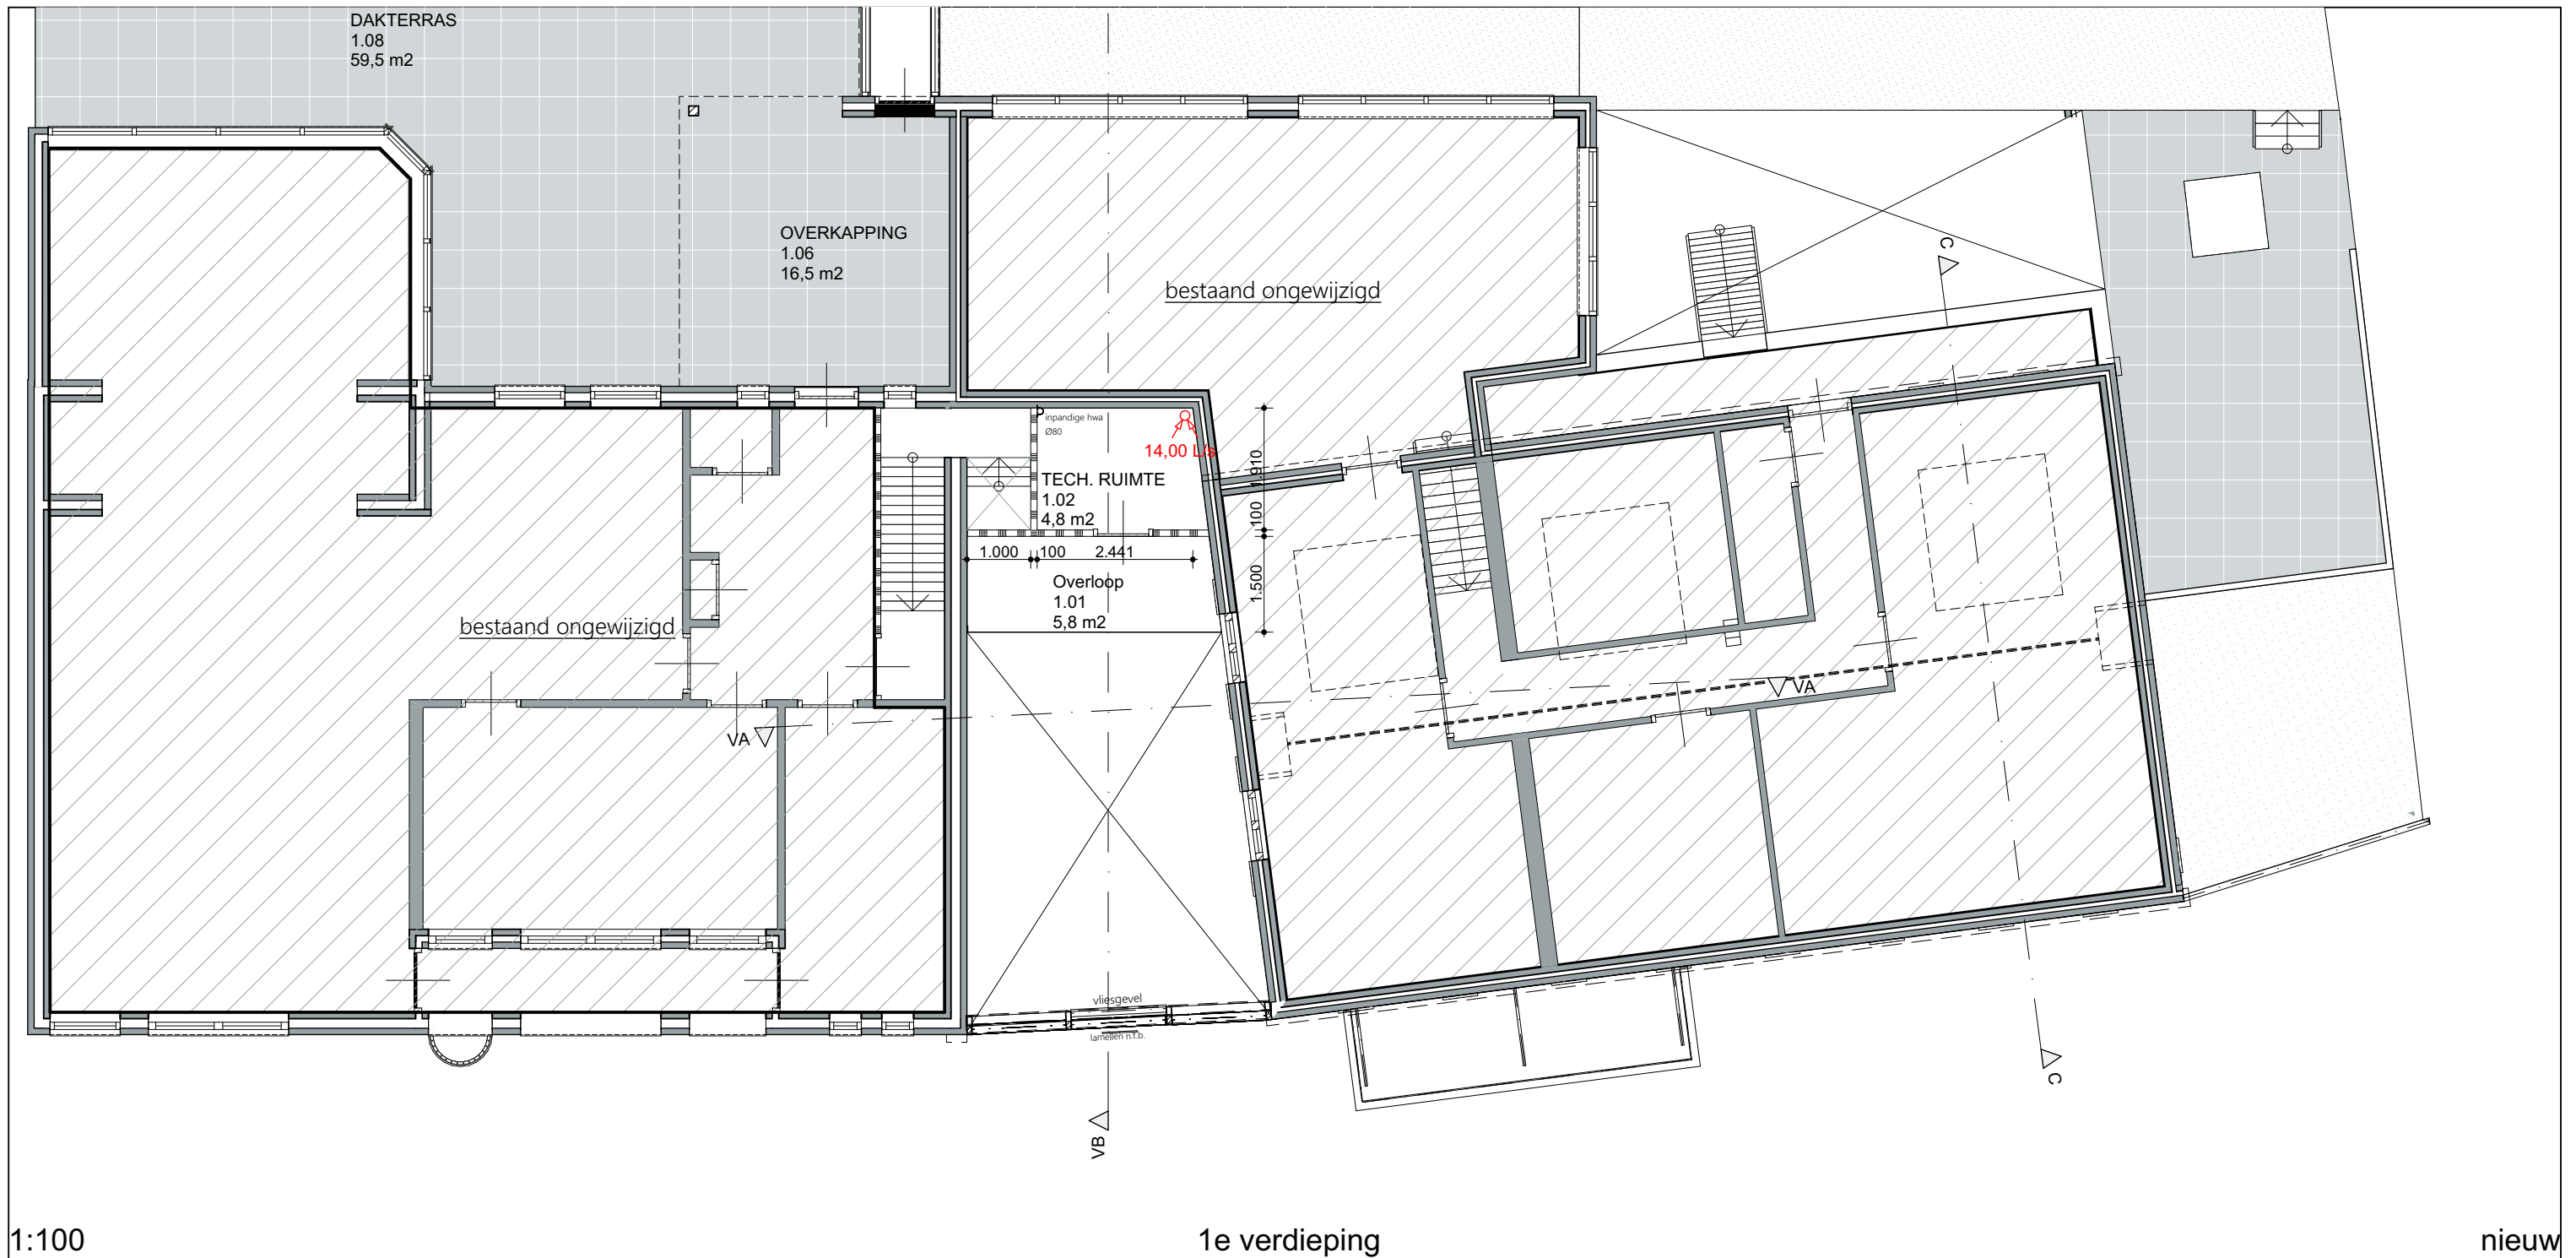 DAKTERRAS
1.08
59,5 m2
OVERKAPPING
1.06
16,5 m2
bestaand ongewijzigd
C
inpandige hwa
Ø80
14,00 L/s
1.910
TECH. RUIMTE
1.02
4,8 m2
100
1.000
100
2.441
Overloop
1.01
5,8 m2
1.500
bestaand ongewijzigd
VA
VA
vliesgevel
lamellen n.t.b.
C
VB
1:100
1e verdieping
nieuw